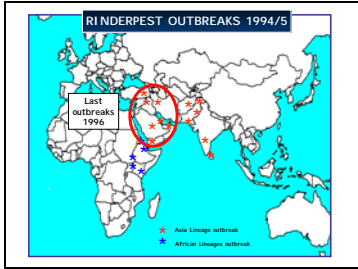 RINDERPEST OUTBREAKS 1994/5
Last
outbreaks
1996
Asia Lineage outbreak
African Lineages outbreak